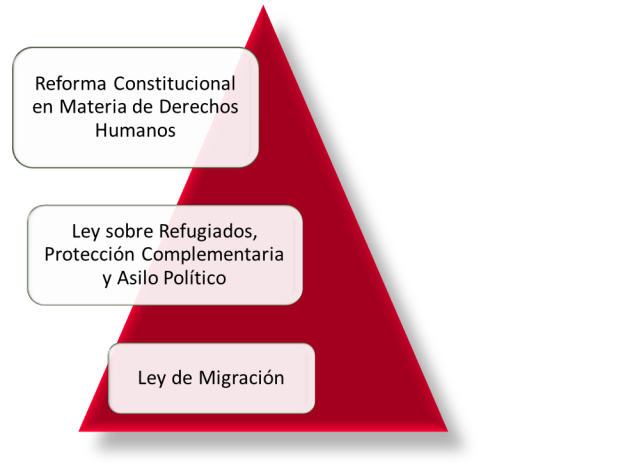 Reforma Constitucional
en Materia de Derechos
Humanos
Ley sobre Refugiados,
Protección Complementaria
y Asilo Político
Ley de Migración